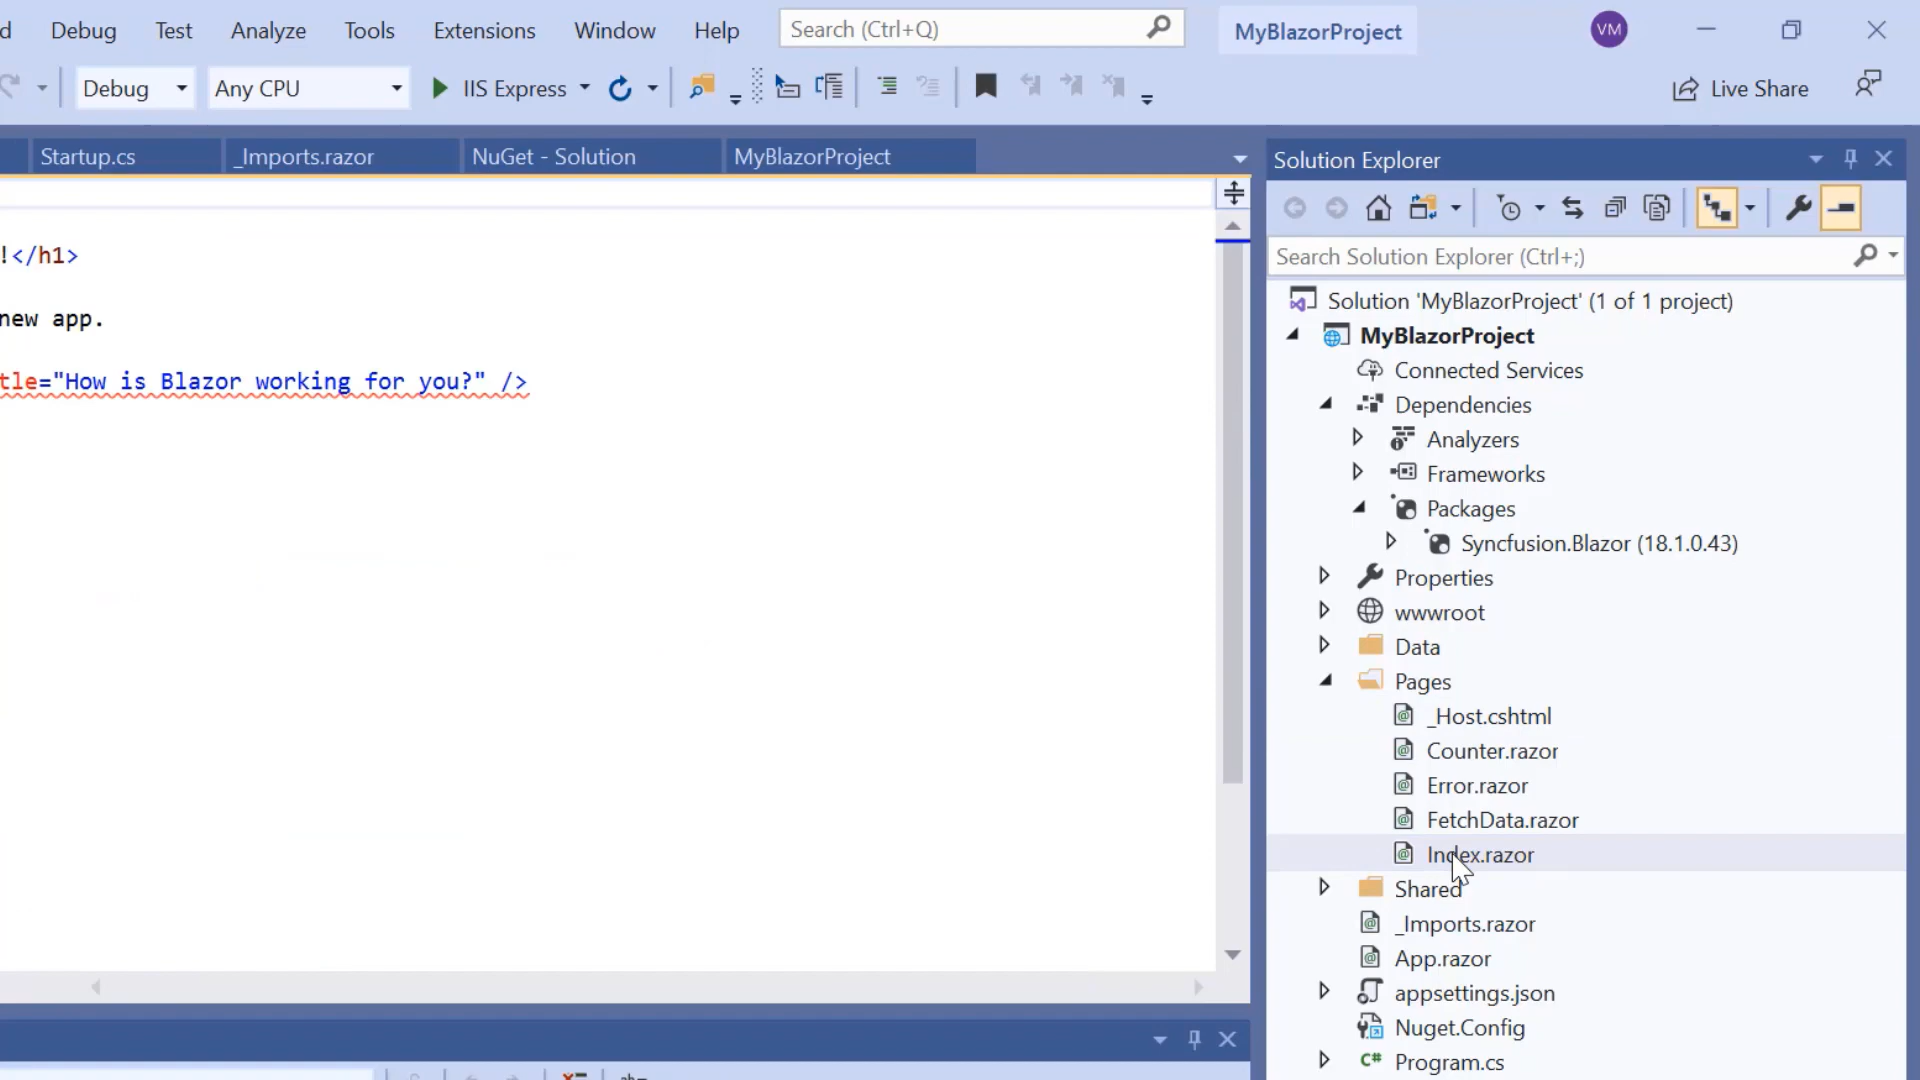 d Debug Test Analyze Tools Extensions Window Help Search (Ctrl+Q) MyBlazorProject VM
Debug Any CPU IIS Express Live Share
Startup.cs _Imports.razor NuGet - Solution MyBlazorProject
Solution Explorer
Search Solution Explorer (Ctrl+;)
!</h1>
new app.
tle="How is Blazor working for you?" />
Solution 'MyBlazorProject' (1 of 1 project)
MyBlazorProject
Connected Services
Dependencies
Analyzers
Frameworks
Packages
Syncfusion.Blazor (18.1.0.43)
Properties
wwwroot
Data
Pages
_Host.cshtml
Counter.razor
Error.razor
FetchData.razor
Index.razor
Shared
_Imports.razor
App.razor
appsettings.json
Nuget.Config
C# Program.cs